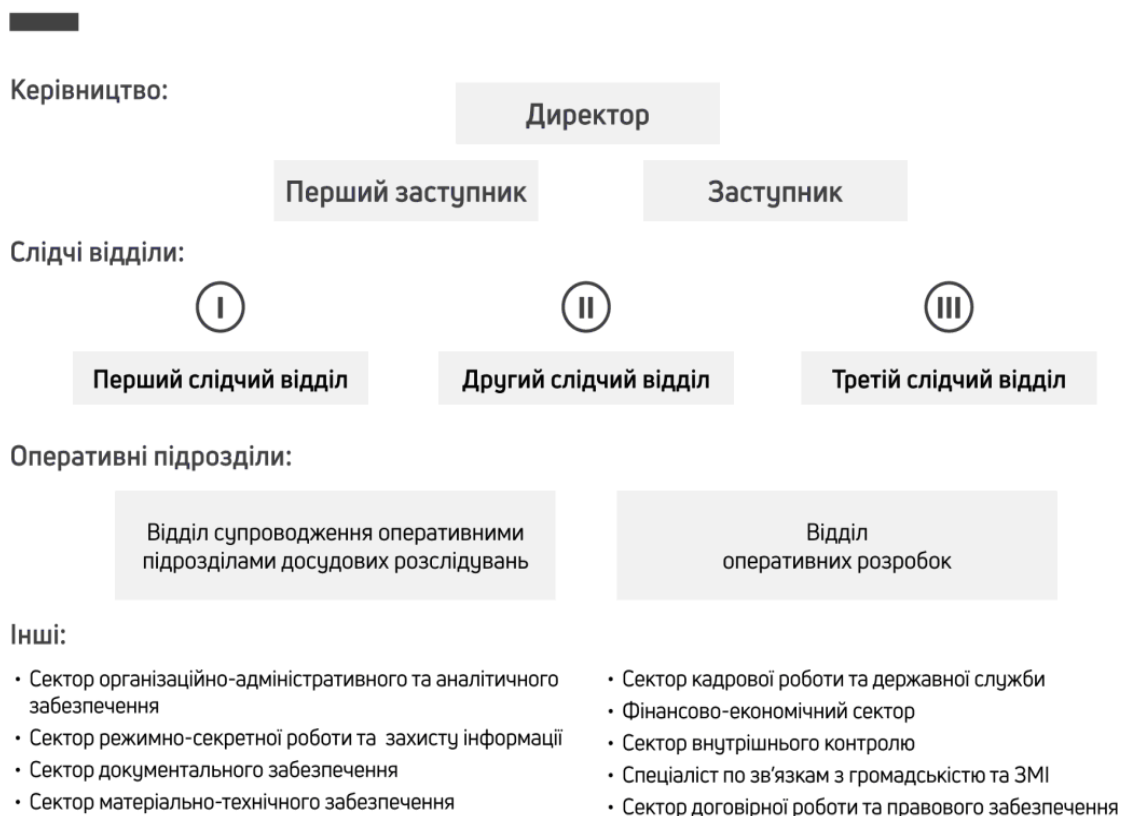 Керівництво:
Директор
Перший заступник
Заступник
Слідчі відділи:
I
II
III
Перший слідчий відділ
Другий слідчий відділ
Третій слідчий відділ
Оперативні підрозділи:
Відділ супроводження оперативними
підрозділами досудових розслідувань
Відділ
оперативних розробок
Інші:
• Сектор організаційно-адміністративного та аналітичного
забезпечення
• Сектор режимно-секретної роботи та захисту інформації
• Сектор документального забезпечення
• Сектор матеріально-технічного забезпечення
• Сектор кадрової роботи та державної служби
• Фінансово-економічний сектор
• Сектор внутрішнього контролю
• Спеціаліст по зв’язкам з громадськістю та ЗМІ
• Сектор договірної роботи та правового забезпечення